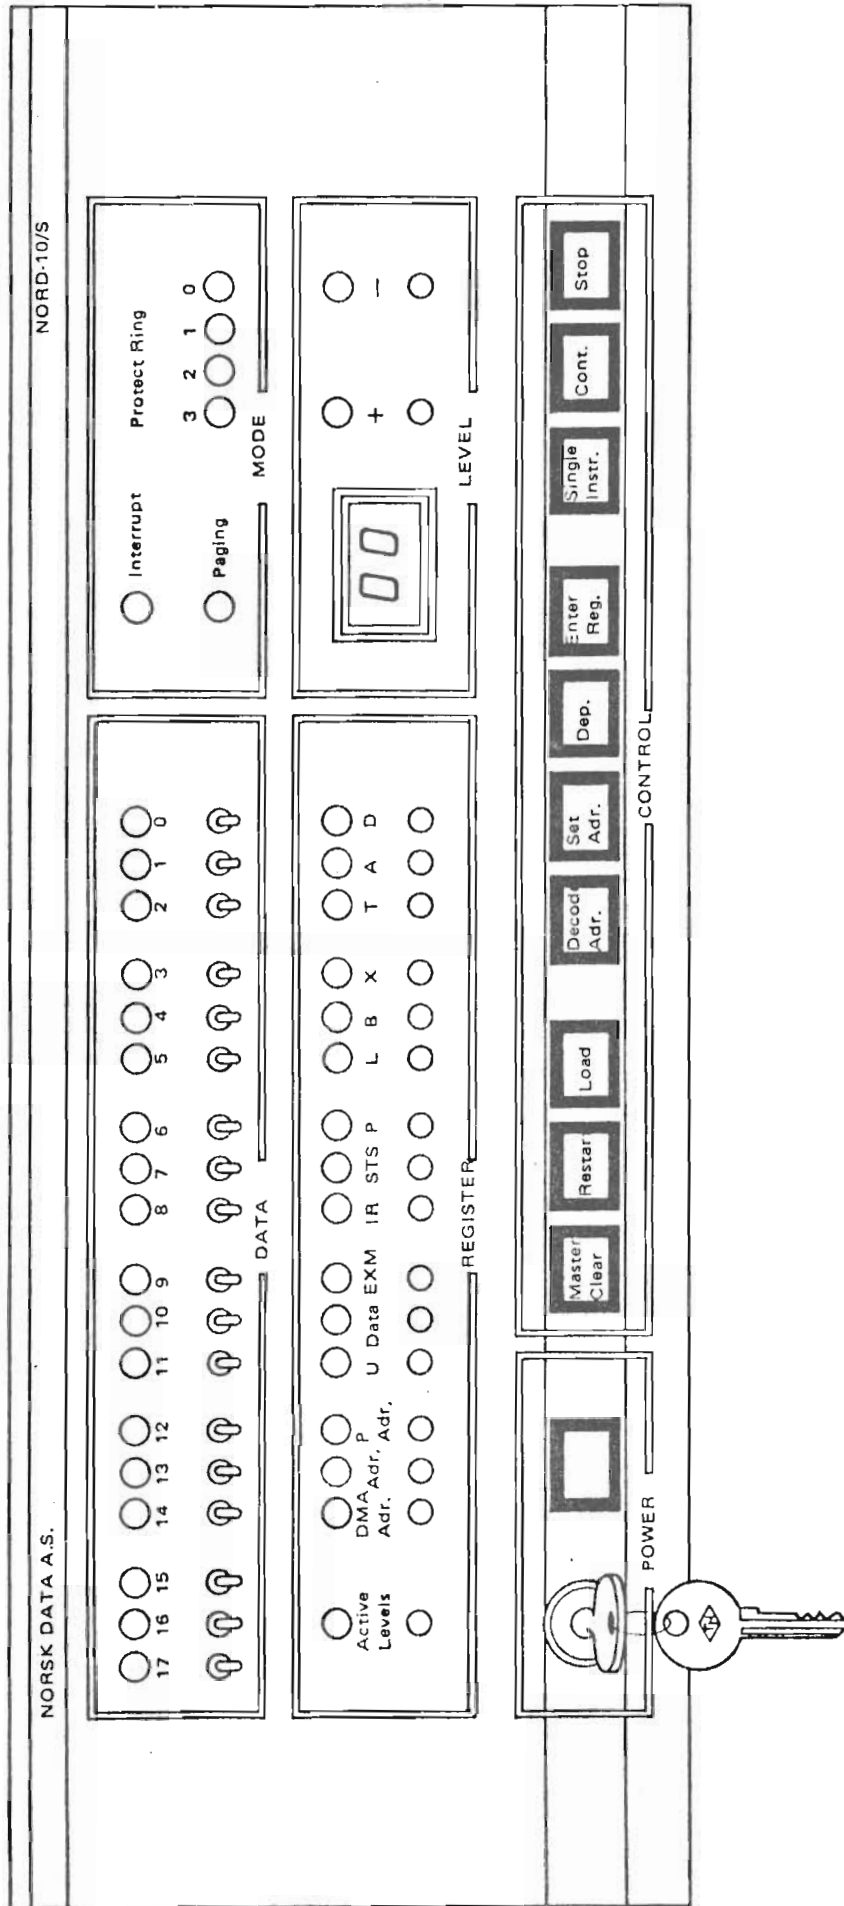 NORSK DATA A.S. NORD-10/S
17 16 15 14 13 12 11 10 9 8 7 6 5 4 3 2 1 0
DATA
Interrupt Protect Ring
3 2 1 0
Paging
MODE
Active DMA Adr. P U Data EXM IR STS P L B X T A D
Levels Adr. Adr.
REGISTER
00 + −
LEVEL
POWER
Master Restar Load Decod Set Dep. Enter Single Cont. Stop
Clear Adr. Adr. Reg. Instr.
CONTROL